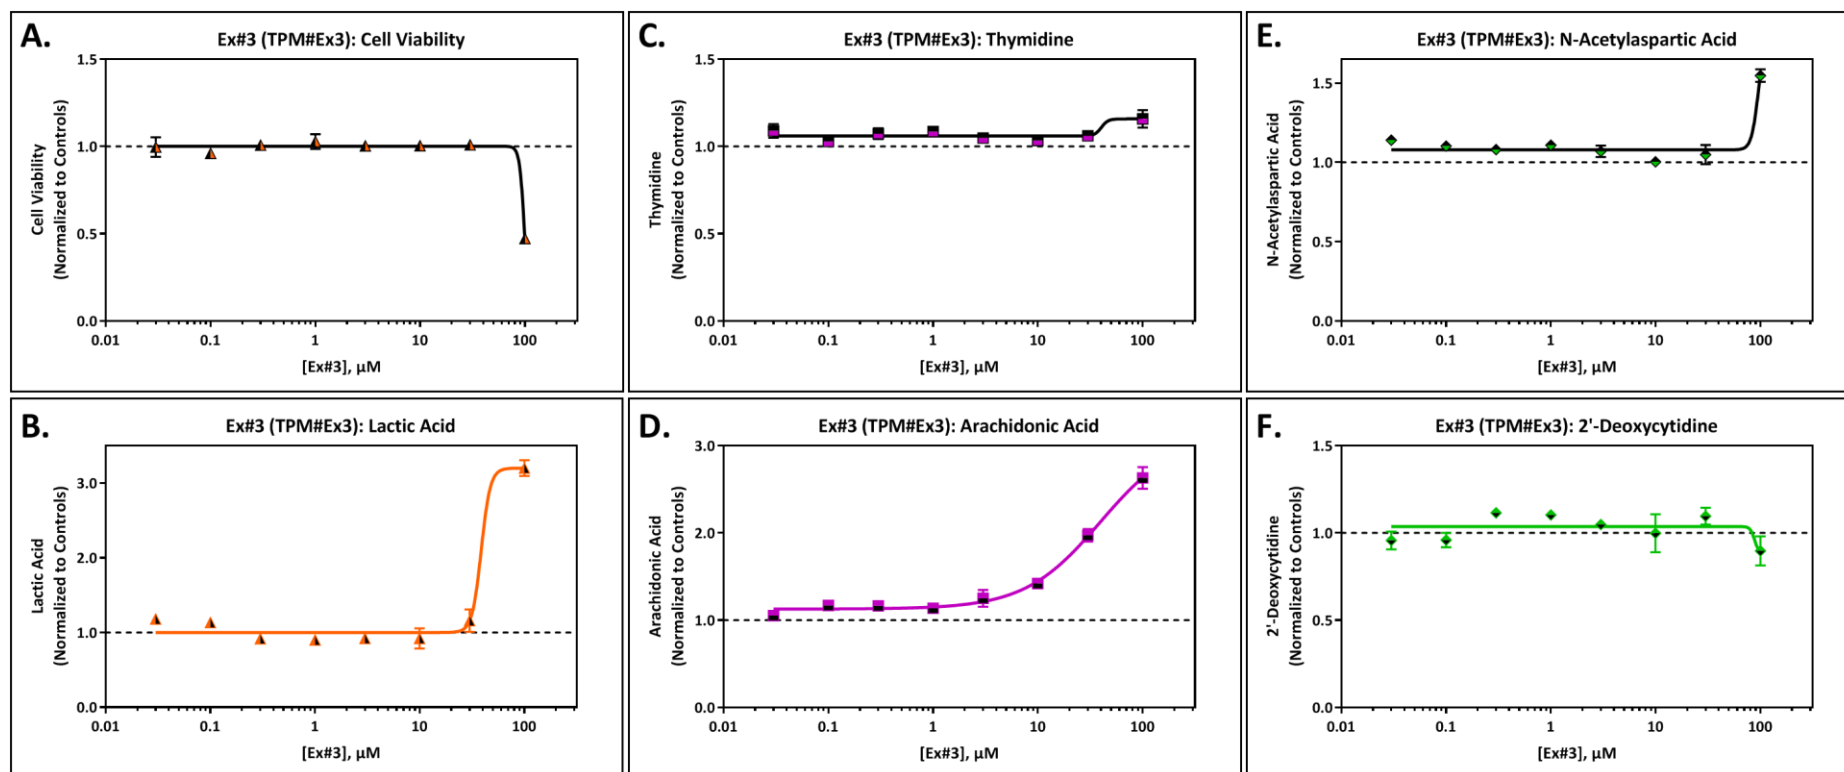 A.
Ex#3 (TPM#Ex3): Cell Viability
Cell Viability
(Normalized to Controls)
1.5
1.0
0.5
0.0
0.01
0.1
1
10
100
[Ex#3], µM
B.
Ex#3 (TPM#Ex3): Lactic Acid
Lactic Acid
(Normalized to Controls)
3.0
2.0
1.0
0.0
0.01
0.1
1
10
100
[Ex#3], µM
C.
Ex#3 (TPM#Ex3): Thymidine
Thymidine
(Normalized to Controls)
1.5
1.0
0.5
0.0
0.01
0.1
1
10
100
[Ex#3], µM
D.
Ex#3 (TPM#Ex3): Arachidonic Acid
Arachidonic Acid
(Normalized to Controls)
3.0
2.0
1.0
0.0
0.01
0.1
1
10
100
[Ex#3], µM
E.
Ex#3 (TPM#Ex3): N-Acetylaspartic Acid
N-Acetylaspartic Acid
(Normalized to Controls)
1.5
1.0
0.5
0.0
0.01
0.1
1
10
100
[Ex#3], µM
F.
Ex#3 (TPM#Ex3): 2'-Deoxycytidine
2'-Deoxycytidine
(Normalized to Controls)
1.5
1.0
0.5
0.0
0.01
0.1
1
10
100
[Ex#3], µM